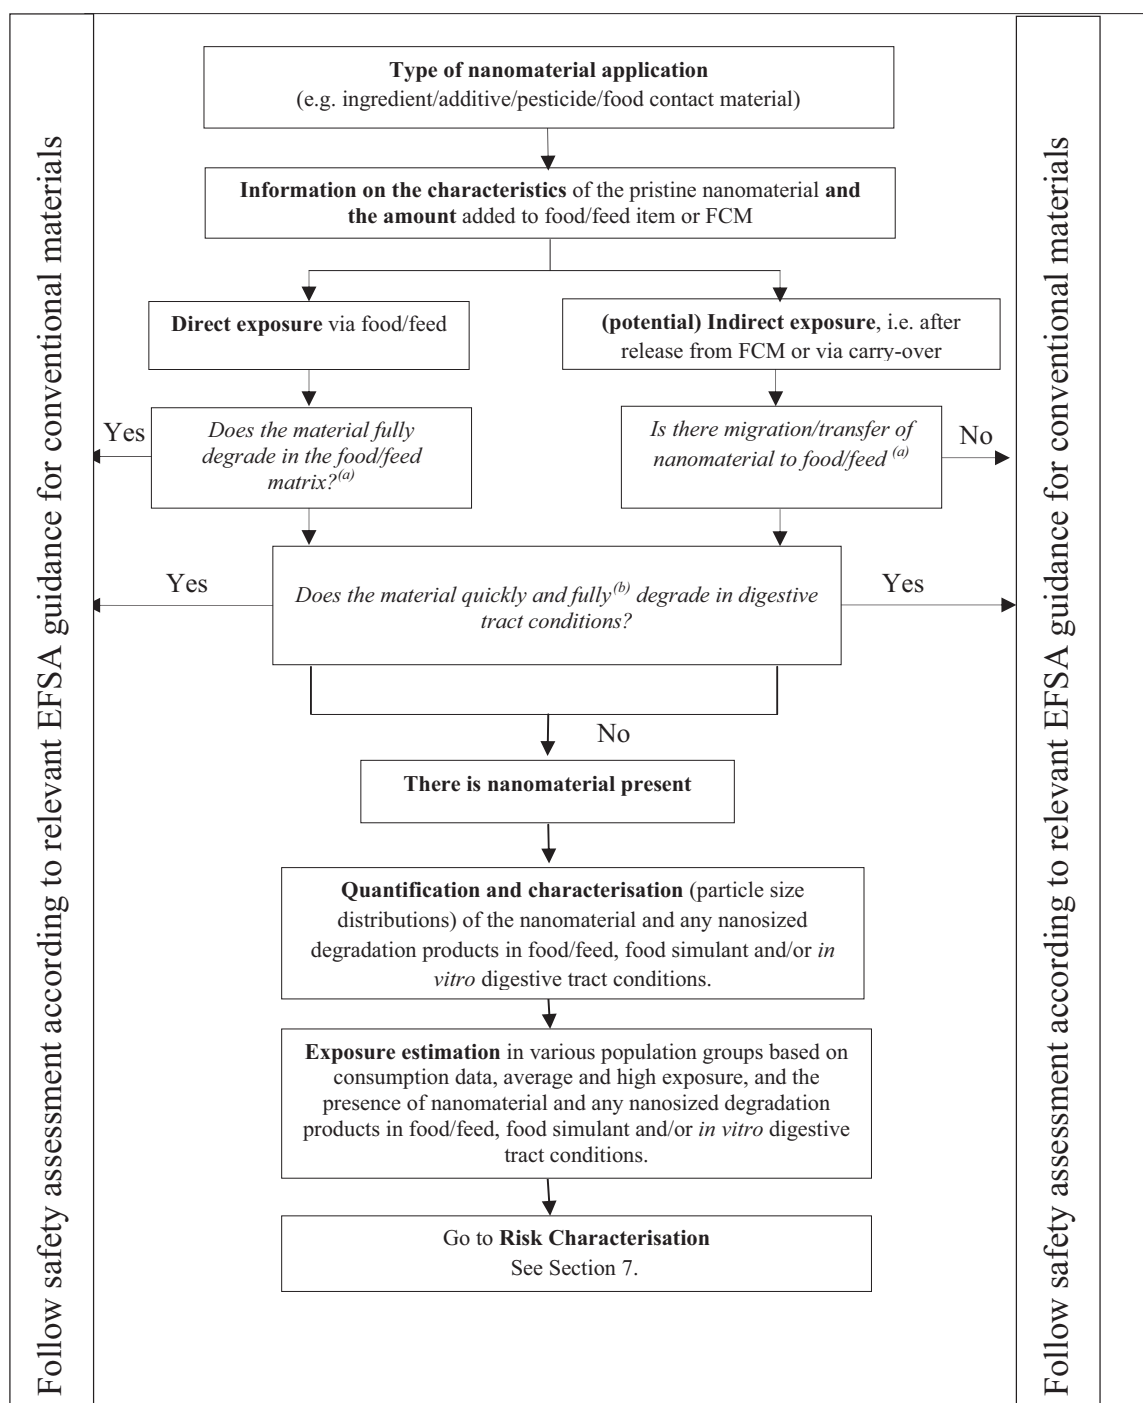 Follow safety assessment according to relevant EFSA guidance for conventional materials
Type of nanomaterial application
(e.g. ingredient/additive/pesticide/food contact material)
Information on the characteristics of the pristine nanomaterial and
the amount added to food/feed item or FCM
Direct exposure via food/feed
(potential) Indirect exposure, i.e. after
release from FCM or via carry-over
Yes
Does the material fully
degrade in the food/feed
matrix?(a)
Is there migration/transfer of
nanomaterial to food/feed (a)
No
Yes
Does the material quickly and fully(b) degrade in digestive
tract conditions?
Yes
No
There is nanomaterial present
Quantification and characterisation (particle size
distributions) of the nanomaterial and any nanosized
degradation products in food/feed, food simulant and/or in
vitro digestive tract conditions.
Exposure estimation in various population groups based on
consumption data, average and high exposure, and the
presence of nanomaterial and any nanosized degradation
products in food/feed, food simulant and/or in vitro digestive
tract conditions.
Go to Risk Characterisation
See Section 7.
Follow safety assessment according to relevant EFSA guidance for conventional materials